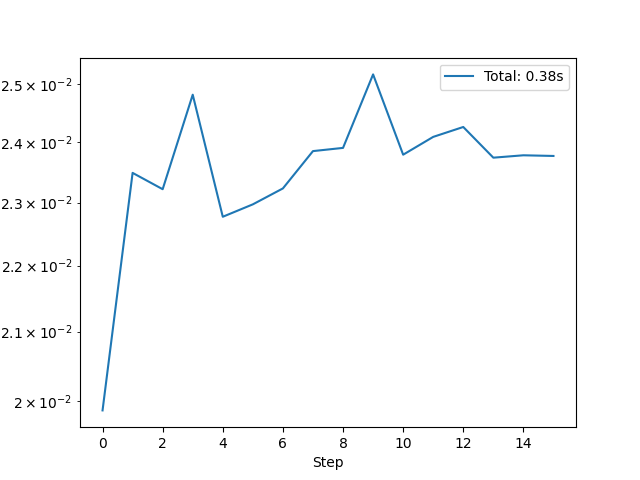 Total: 0.38s
2.5 × 10⁻²
2.4 × 10⁻²
2.3 × 10⁻²
2.2 × 10⁻²
2.1 × 10⁻²
2 × 10⁻²
0 2 4 6 8 10 12 14
Step